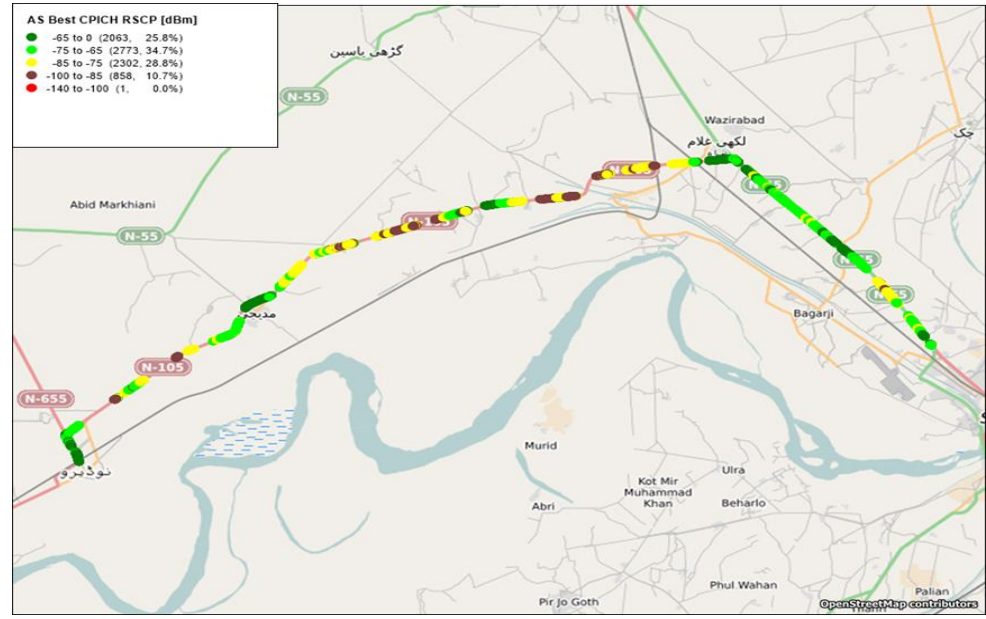 AS Best CPICH RSCP [dBm]
-65 to 0 (2063, 25.8%)
-75 to -65 (2773, 34.7%)
-85 to -75 (2302, 28.8%)
-100 to -85 (858, 10.7%)
-140 to -100 (1, 0.0%)
گڑھی یاسین
N-55
Wazirabad
لکھی غلام
چک
Abid Markhiani
N-55
مدیجی
Bagarji
N-105
N-655
نوڈیرو
Murid
Ulra
Kot Mir
Muhammad
Khan
Beharlo
Abri
Phul Wahan
Pir Jo Goth
Palian
OpenStreetMap contributors